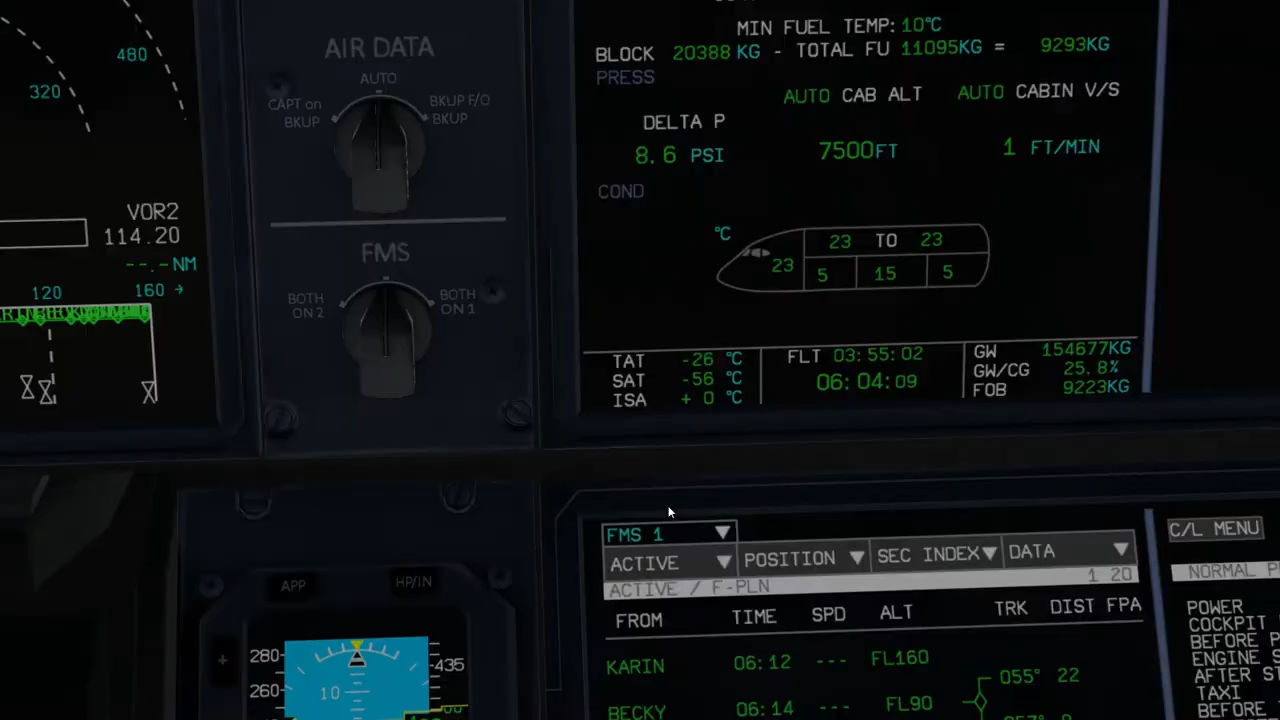 480
320
VOR2
114.20
--.-NM
120 160 →
AIR DATA
AUTO
CAPT on
BKUP
BKUP F/O
BKUP
FMS
BOTH
ON 2
BOTH
ON 1
MIN FUEL TEMP: 10°C
BLOCK 20388 KG - TOTAL FU 11095KG = 9293KG
PRESS
AUTO CAB ALT AUTO CABIN V/S
DELTA P
8.6 PSI 7500FT 1 FT/MIN
COND
°C 23 TO 23
23 5 15 5
TAT -26 °C FLT 03:55:02 GW 154677KG
SAT -56 °C 06:04:09 GW/CG 25.8%
ISA + 0 °C FOB 9223KG
APP HP/IN
+
280 435
260 10
FMS 1
ACTIVE POSITION SEC INDEX DATA
ACTIVE / F-PLN 1 20
FROM TIME SPD ALT TRK DIST FPA
KARIN 06:12 --- FL160
055° 22
BECKY 06:14 --- FL90
C/L MENU
NORMAL
POWER
COCKPIT
BEFORE
ENGINE
AFTER
TAXI
BEFORE